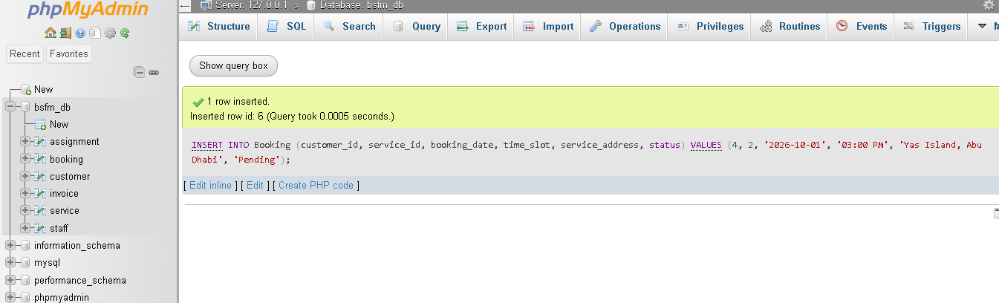 phpMyAdmin
Server: 127.0.0.1 » Database: bsfm_db
Recent Favorites
Structure SQL Search Query Export Import Operations Privileges Routines Events Triggers
Show query box
New
bsfm_db
New
assignment
booking
customer
invoice
service
staff
information_schema
mysql
performance_schema
phpmyadmin
1 row inserted.
Inserted row id: 6 (Query took 0.0005 seconds.)
INSERT INTO Booking (customer_id, service_id, booking_date, time_slot, service_address, status) VALUES (4, 2, '2026-10-01', '03:00 PM', 'Yas Island, Abu
Dhabi', 'Pending');
[ Edit inline ] [ Edit ] [ Create PHP code ]